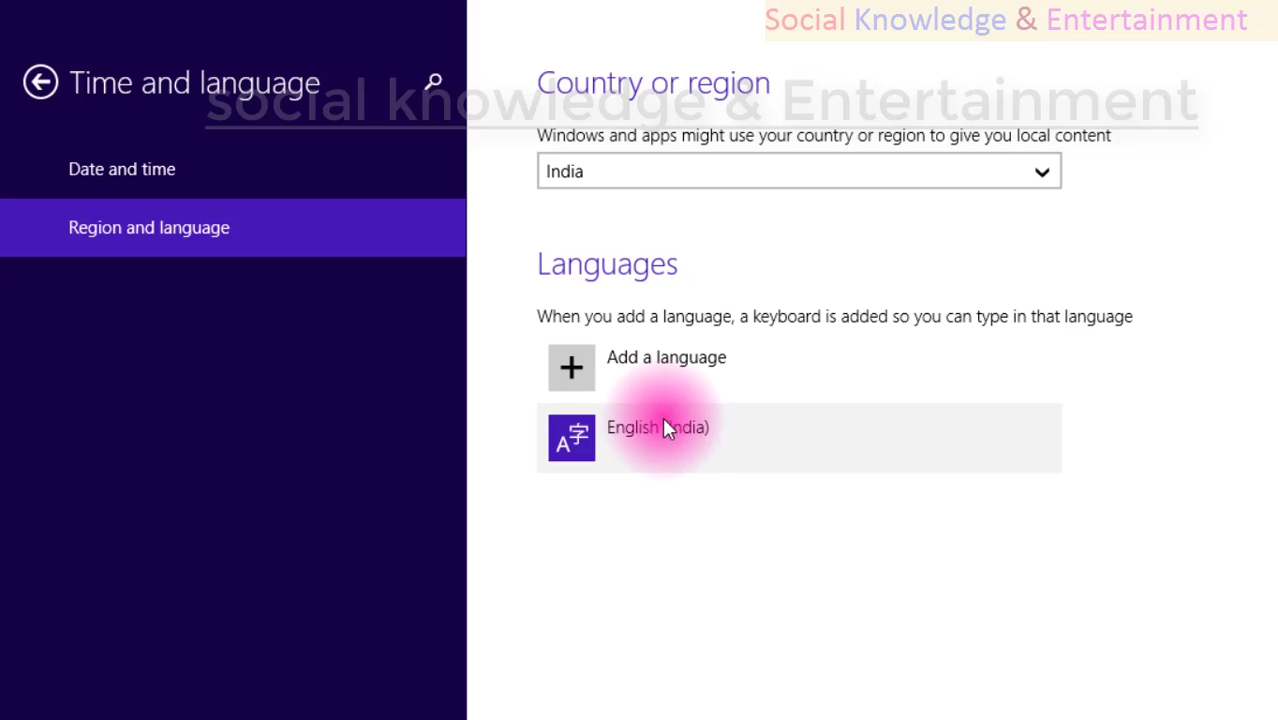 Social Knowledge & Entertainment
Time and language
social knowledge & Entertainment
Country or region
Windows and apps might use your country or region to give you local content
India
Date and time
Region and language
Languages
When you add a language, a keyboard is added so you can type in that language
Add a language
A字
English (India)